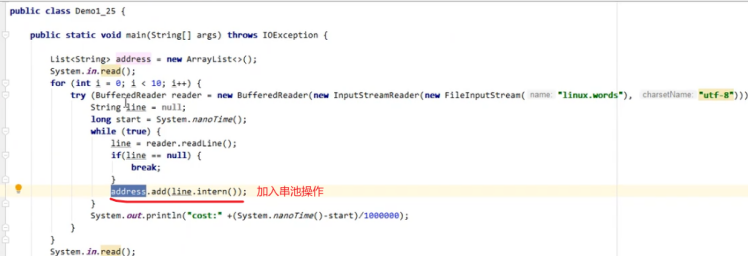 public class Demo1_25 {
public static void main(String[] args) throws IOException {
List<String> address = new ArrayList<>();
System.in.read();
for (int i = 0; i < 10; i++) {
try (BufferedReader reader = new BufferedReader(new InputStreamReader(new FileInputStream( name: "linux.words"), charsetName: "utf-8")))
String line = null;
long start = System.nanoTime();
while (true) {
line = reader.readLine();
if(line == null) {
break;
}
address.add(line.intern()); 加入串池操作
}
System.out.println("cost:" +(System.nanoTime()-start)/1000000);
}
}
System.in.read();